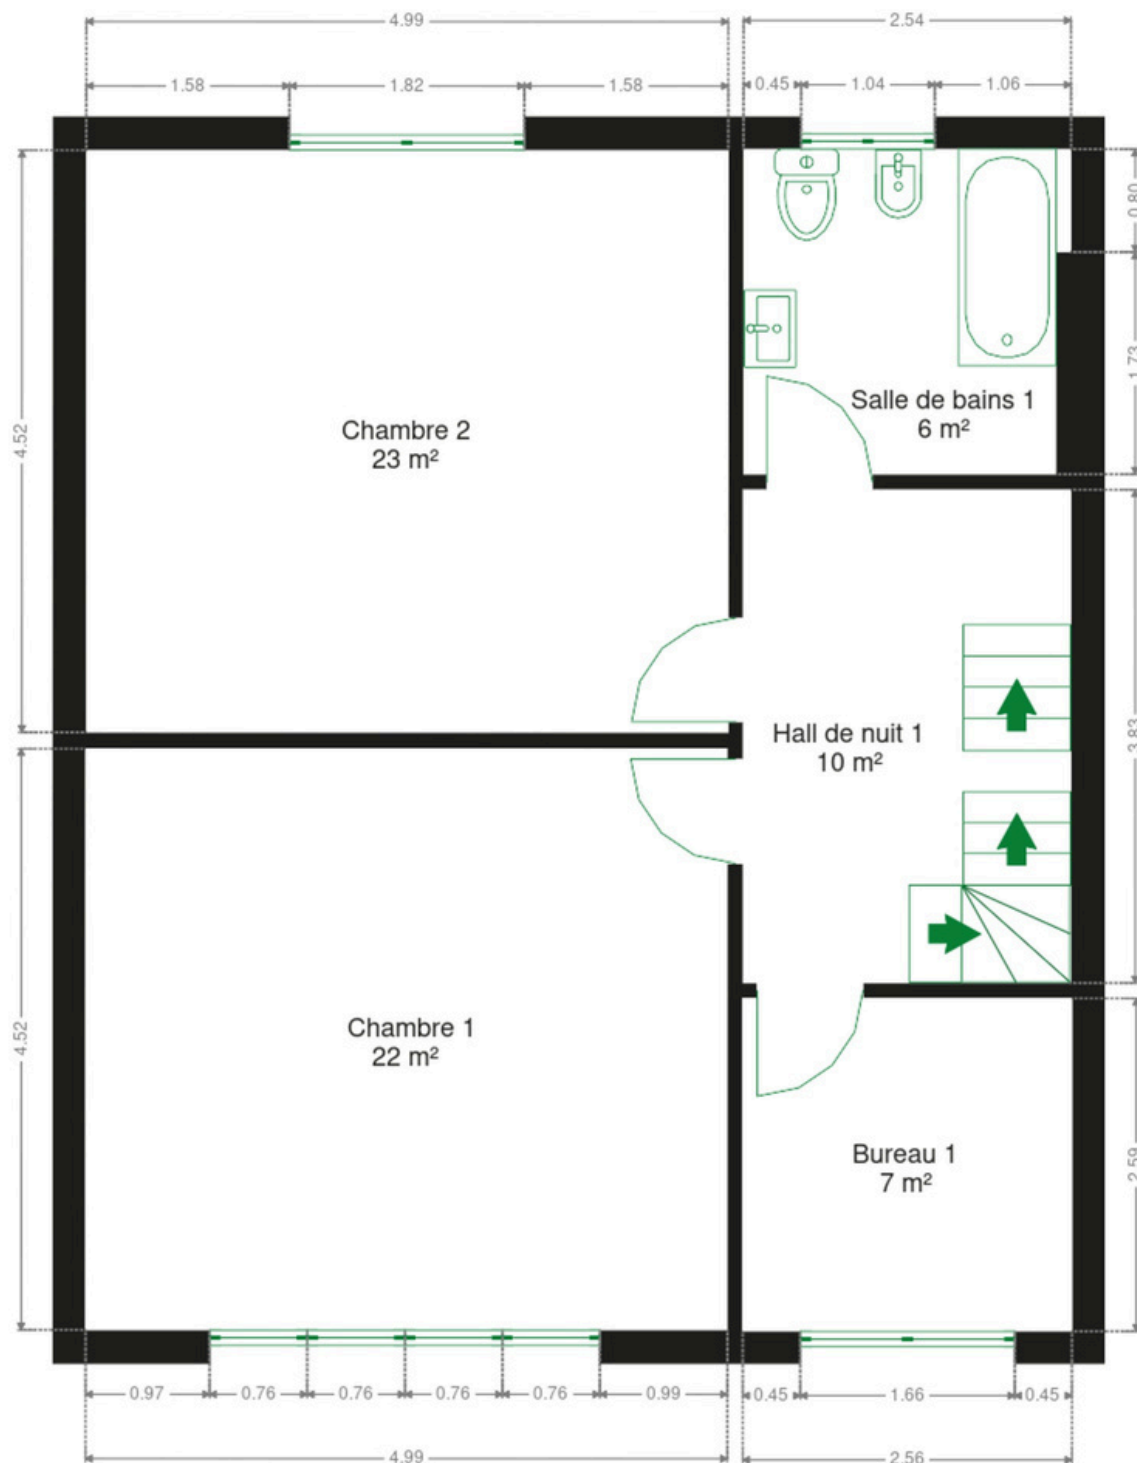 4.99
2.54
1.58
1.82
1.58
0.45
1.04
1.06
0.80
1.73
4.52
Chambre 2
23 m²
Salle de bains 1
6 m²
Hall de nuit 1
10 m²
3.83
4.52
Chambre 1
22 m²
Bureau 1
7 m²
2.59
0.97
0.76
0.76
0.76
0.76
0.99
0.45
1.66
0.45
4.99
2.56